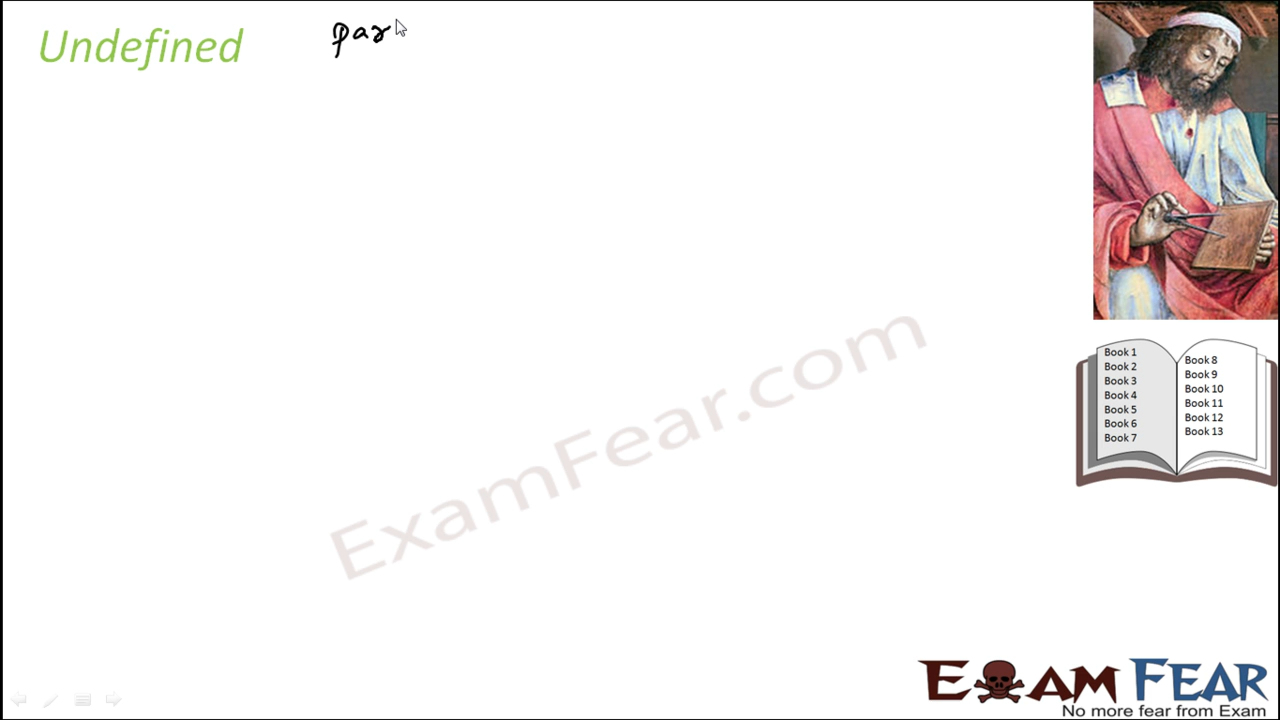 Undefined par
Book 1
Book 2
Book 3
Book 4
Book 5
Book 6
Book 7
Book 8
Book 9
Book 10
Book 11
Book 12
Book 13
ExamFear.com
EXAM FEAR
No more fear from Exam